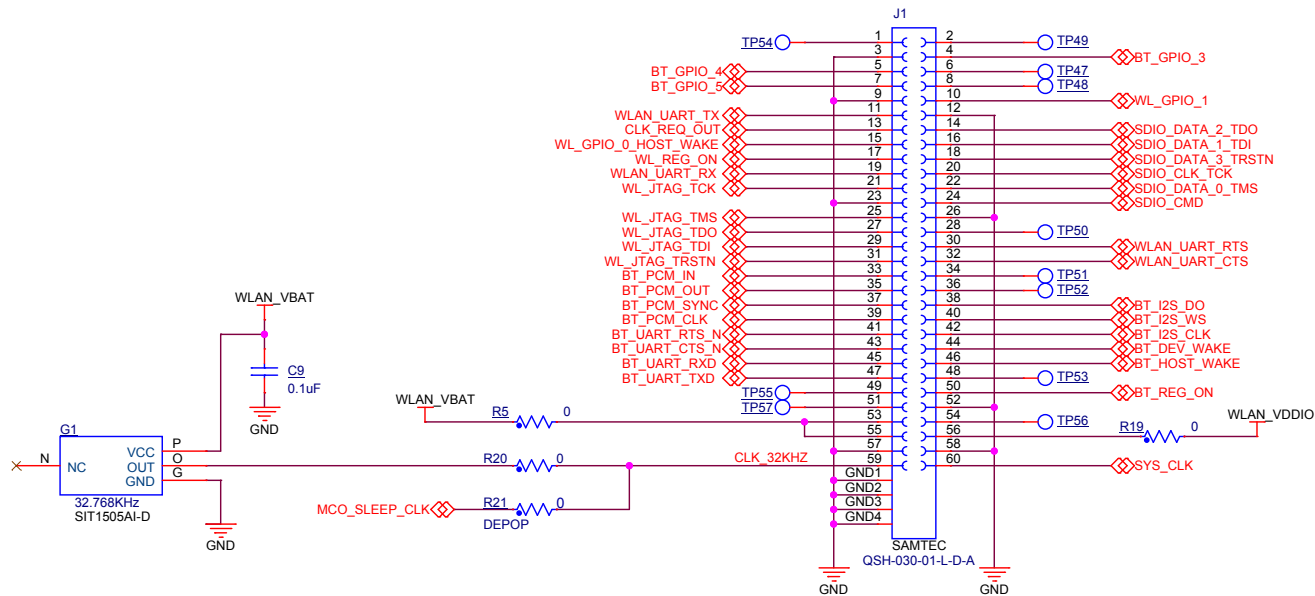 J1
TP54 1 2 TP49
3 4 BT_GPIO_3
BT_GPIO_4 5 6 TP47
BT_GPIO_5 7 8 TP48
9 10 WL_GPIO_1
WLAN_UART_TX 11 12
CLK_REQ_OUT 13 14 SDIO_DATA_2_TDO
WL_GPIO_0_HOST_WAKE 15 16 SDIO_DATA_1_TDI
WL_REG_ON 17 18 SDIO_DATA_3_TRSTN
WLAN_UART_RX 19 20 SDIO_CLK_TCK
WL_JTAG_TCK 21 22 SDIO_DATA_0_TMS
23 24 SDIO_CMD
WL_JTAG_TMS 25 26
WL_JTAG_TDO 27 28 TP50
WL_JTAG_TDI 29 30 WLAN_UART_RTS
WL_JTAG_TRSTN 31 32 WLAN_UART_CTS
BT_PCM_IN 33 34 TP51
BT_PCM_OUT 35 36 TP52
BT_PCM_SYNC 37 38 BT_I2S_DO
BT_PCM_CLK 39 40 BT_I2S_WS
BT_UART_RTS_N 41 42 BT_I2S_CLK
BT_UART_CTS_N 43 44 BT_DEV_WAKE
BT_UART_RXD 45 46 BT_HOST_WAKE
BT_UART_TXD 47 48 TP53
TP55 49 50 BT_REG_ON
TP57 51 52
53 54 TP56
55 56 R19 0 WLAN_VDDIO
57 58
CLK_32KHZ 59 60 SYS_CLK
GND1
GND2
GND3
GND4
SAMTEC
QSH-030-01-L-D-A
GND
GND
WLAN_VBAT
C9
0.1uF
GND
WLAN_VBAT
R5 0
G1
N NC VCC P
OUT O
GND G
32.768KHz
SIT1505AI-D
GND
R20 0
MCO_SLEEP_CLK R21 0
DEPOP